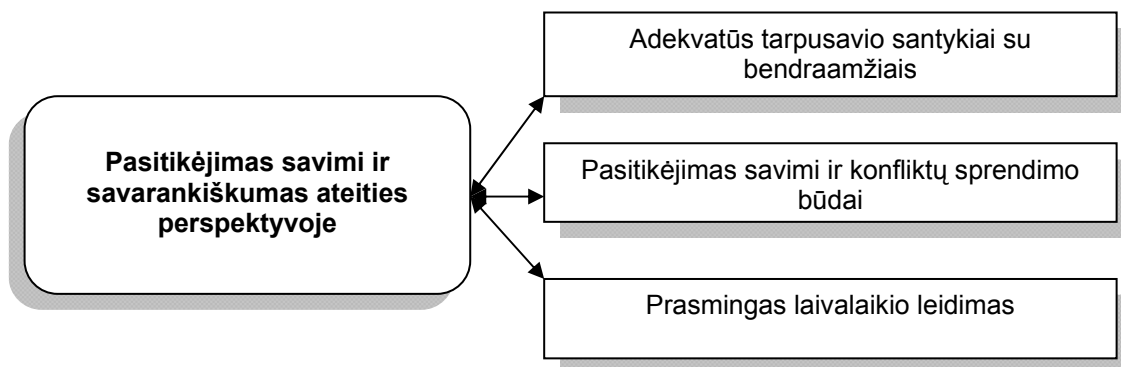 Adekvatūs tarpusavio santykiai su
bendraamžiais
Pasitikėjimas savimi ir
savarankiškumas ateities
perspektyvoje
Pasitikėjimas savimi ir konfliktų sprendimo
būdai
Prasmingas laivalaikio leidimas